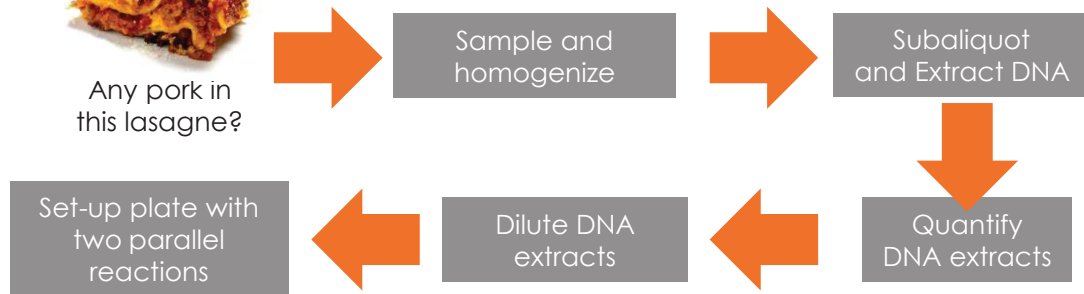 Any pork in
this lasagne?
Sample and
homogenize
Subaliquot
and Extract DNA
Quantify
DNA extracts
Dilute DNA
extracts
Set-up plate with
two parallel
reactions